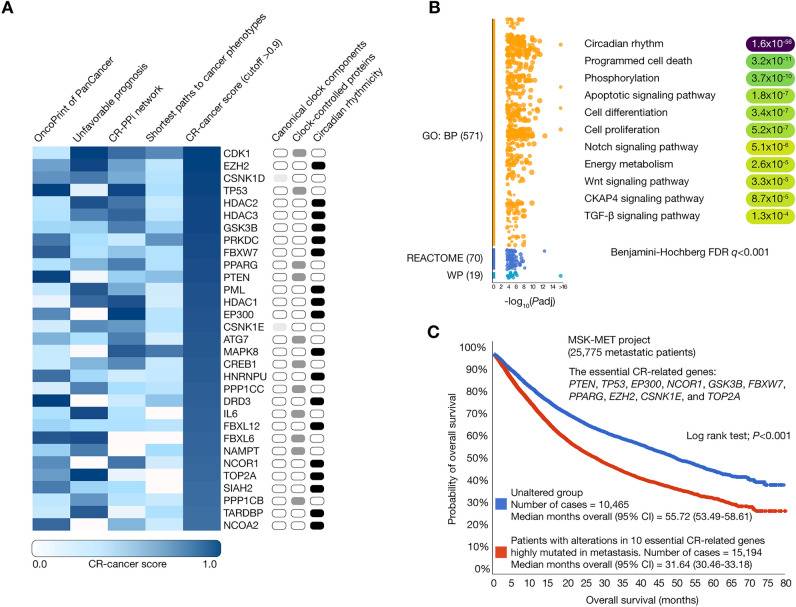 A
OncoPrint of PanCancer
Unfavorable prognosis
CR-PPi network
Shortest paths to cancer phenotypes
CR-cancer score (cutoff >0.9)
Canonical clock components
Clock-controlled proteins
Circadian rhythmicity
CDK1
EZH2
CSNK1D
TP53
HDAC2
HDAC3
GSK3B
PRKDC
FBXW7
PPARG
PTEN
PML
HDAC1
EP300
CSNK1E
ATG7
MAPK8
CREB1
HNRNPU
PPP1CC
DRD3
IL6
FBXL12
FBXL6
NAMPT
NCOR1
TOP2A
SIAH2
PPP1CB
TARDBP
NCOA2
0.0 1.0
CR-cancer score
B
GO: BP (571)
REACTOME (70)
WP (19)
0 2 4 6 8 10 12 14 >16
-log10(Padj)
Circadian rhythm 1.6x10-56
Programmed cell death 3.2x10-11
Phosphorylation 3.7x10-10
Apoptotic signaling pathway 1.8x10-7
Cell differentiation 3.4x10-7
Cell proliferation 5.2x10-7
Notch signaling pathway 5.1x10-6
Energy metabolism 2.6x10-5
Wnt signaling pathway 3.3x10-5
CKAP4 signaling pathway 8.7x10-5
TGF-β signaling pathway 1.3x10-4
Benjamini-Hochberg FDR q<0.001
C
MSK-MET project
(25,775 metastatic patients)
The essential CR-related genes:
PTEN, TP53, EP300, NCOR1, GSK3B, FBXW7,
PPARG, EZH2, CSNK1E, and TOP2A
Log rank test; P<0.001
Probability of overall survival
100%
90%
80%
70%
60%
50%
40%
30%
20%
10%
0%
Unaltered group
Number of cases = 10,465
Median months overall (95% CI) = 55.72 (53.49-58.61)
Patients with alterations in 10 essential CR-related genes
highly mutated in metastasis. Number of cases = 15,194
Median months overall (95% CI) = 31.64 (30.46-33.18)
0 5 10 15 20 25 30 35 40 45 50 55 60 65 70 75 80
Overall survival (months)